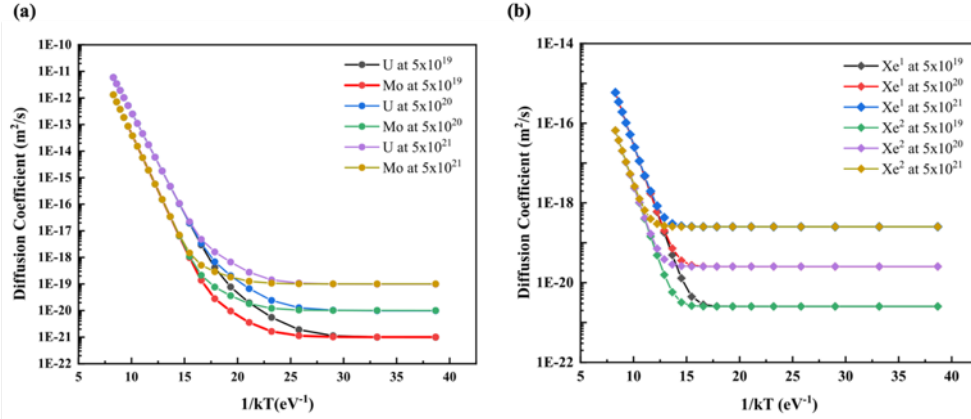 (a)
1E-10
1E-11
1E-12
1E-13
1E-14
1E-15
1E-16
1E-17
1E-18
1E-19
1E-20
1E-21
1E-22
Diffusion Coefficient (m²/s)
U at 5x10¹⁹
Mo at 5x10¹⁹
U at 5x10²⁰
Mo at 5x10²⁰
U at 5x10²¹
Mo at 5x10²¹
5 10 15 20 25 30 35 40
1/kT(eV⁻¹)
(b)
1E-14
1E-16
1E-18
1E-20
1E-22
Diffusion Coefficient (m²/s)
Xe¹ at 5x10¹⁹
Xe¹ at 5x10²⁰
Xe¹ at 5x10²¹
Xe² at 5x10¹⁹
Xe² at 5x10²⁰
Xe² at 5x10²¹
5 10 15 20 25 30 35 40
1/kT (eV⁻¹)